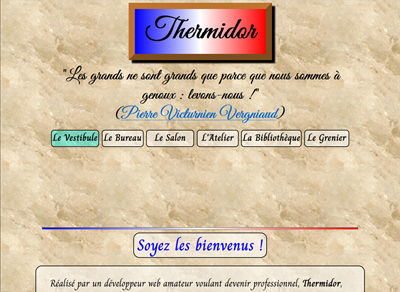 Thermidor
"Les grands ne sont grands que parce que nous sommes à
genoux : levons-nous !"
(Pierre Victurnien Vergniaud)
Le Vestibule Le Bureau Le Salon L'Atelier La Bibliothèque Le Grenier
Soyez les bienvenus !
Réalisé par un développeur web amateur voulant devenir professionnel, Thermidor,